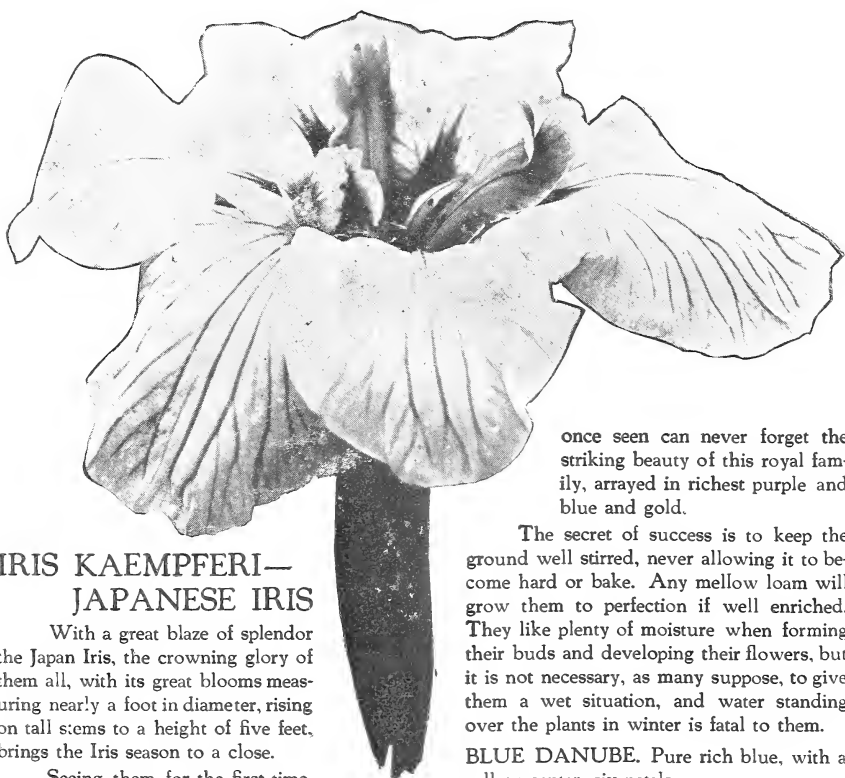 IRIS KAEMPFERI—
JAPANESE IRIS
With a great blaze of splendor
the Japan Iris, the crowning glory of
them all, with its great blooms meas-
uring nearly a foot in diameter, rising
on tall stems to a height of five feet,
brings the Iris season to a close.
Seeing them for the first time,
once seen can never forget the
striking beauty of this royal fam-
ily, arrayed in richest purple and
blue and gold.
The secret of success is to keep the
ground well stirred, never allowing it to be-
come hard or bake. Any mellow loam will
grow them to perfection if well enriched.
They like plenty of moisture when forming
their buds and developing their flowers, but
it is not necessary, as many suppose, to give
them a wet situation, and water standing
over the plants in winter is fatal to them.
BLUE DANUBE. Pure rich blue, with a